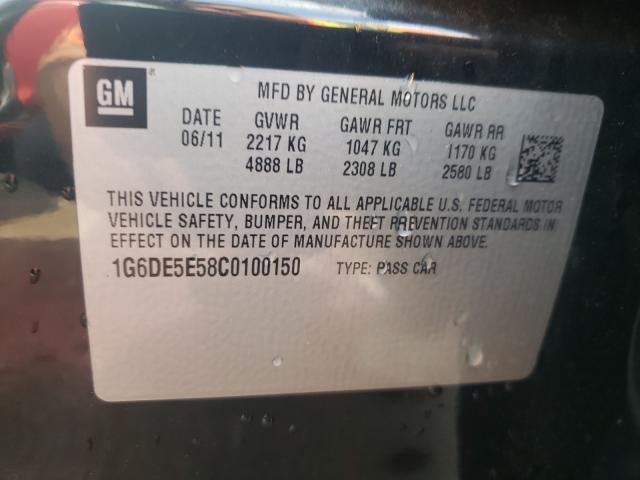 GM
MFD BY GENERAL MOTORS LLC
DATE GVWR GAWR FRT GAWR RR
06/11 2217 KG 1047 KG 1170 KG
4888 LB 2308 LB 2580 LB
THIS VEHICLE CONFORMS TO ALL APPLICABLE U.S. FEDERAL MOTOR
VEHICLE SAFETY, BUMPER, AND THEFT PREVENTION STANDARDS IN
EFFECT ON THE DATE OF MANUFACTURE SHOWN ABOVE.
1G6DE5E58C0100150 TYPE: PASS CAR